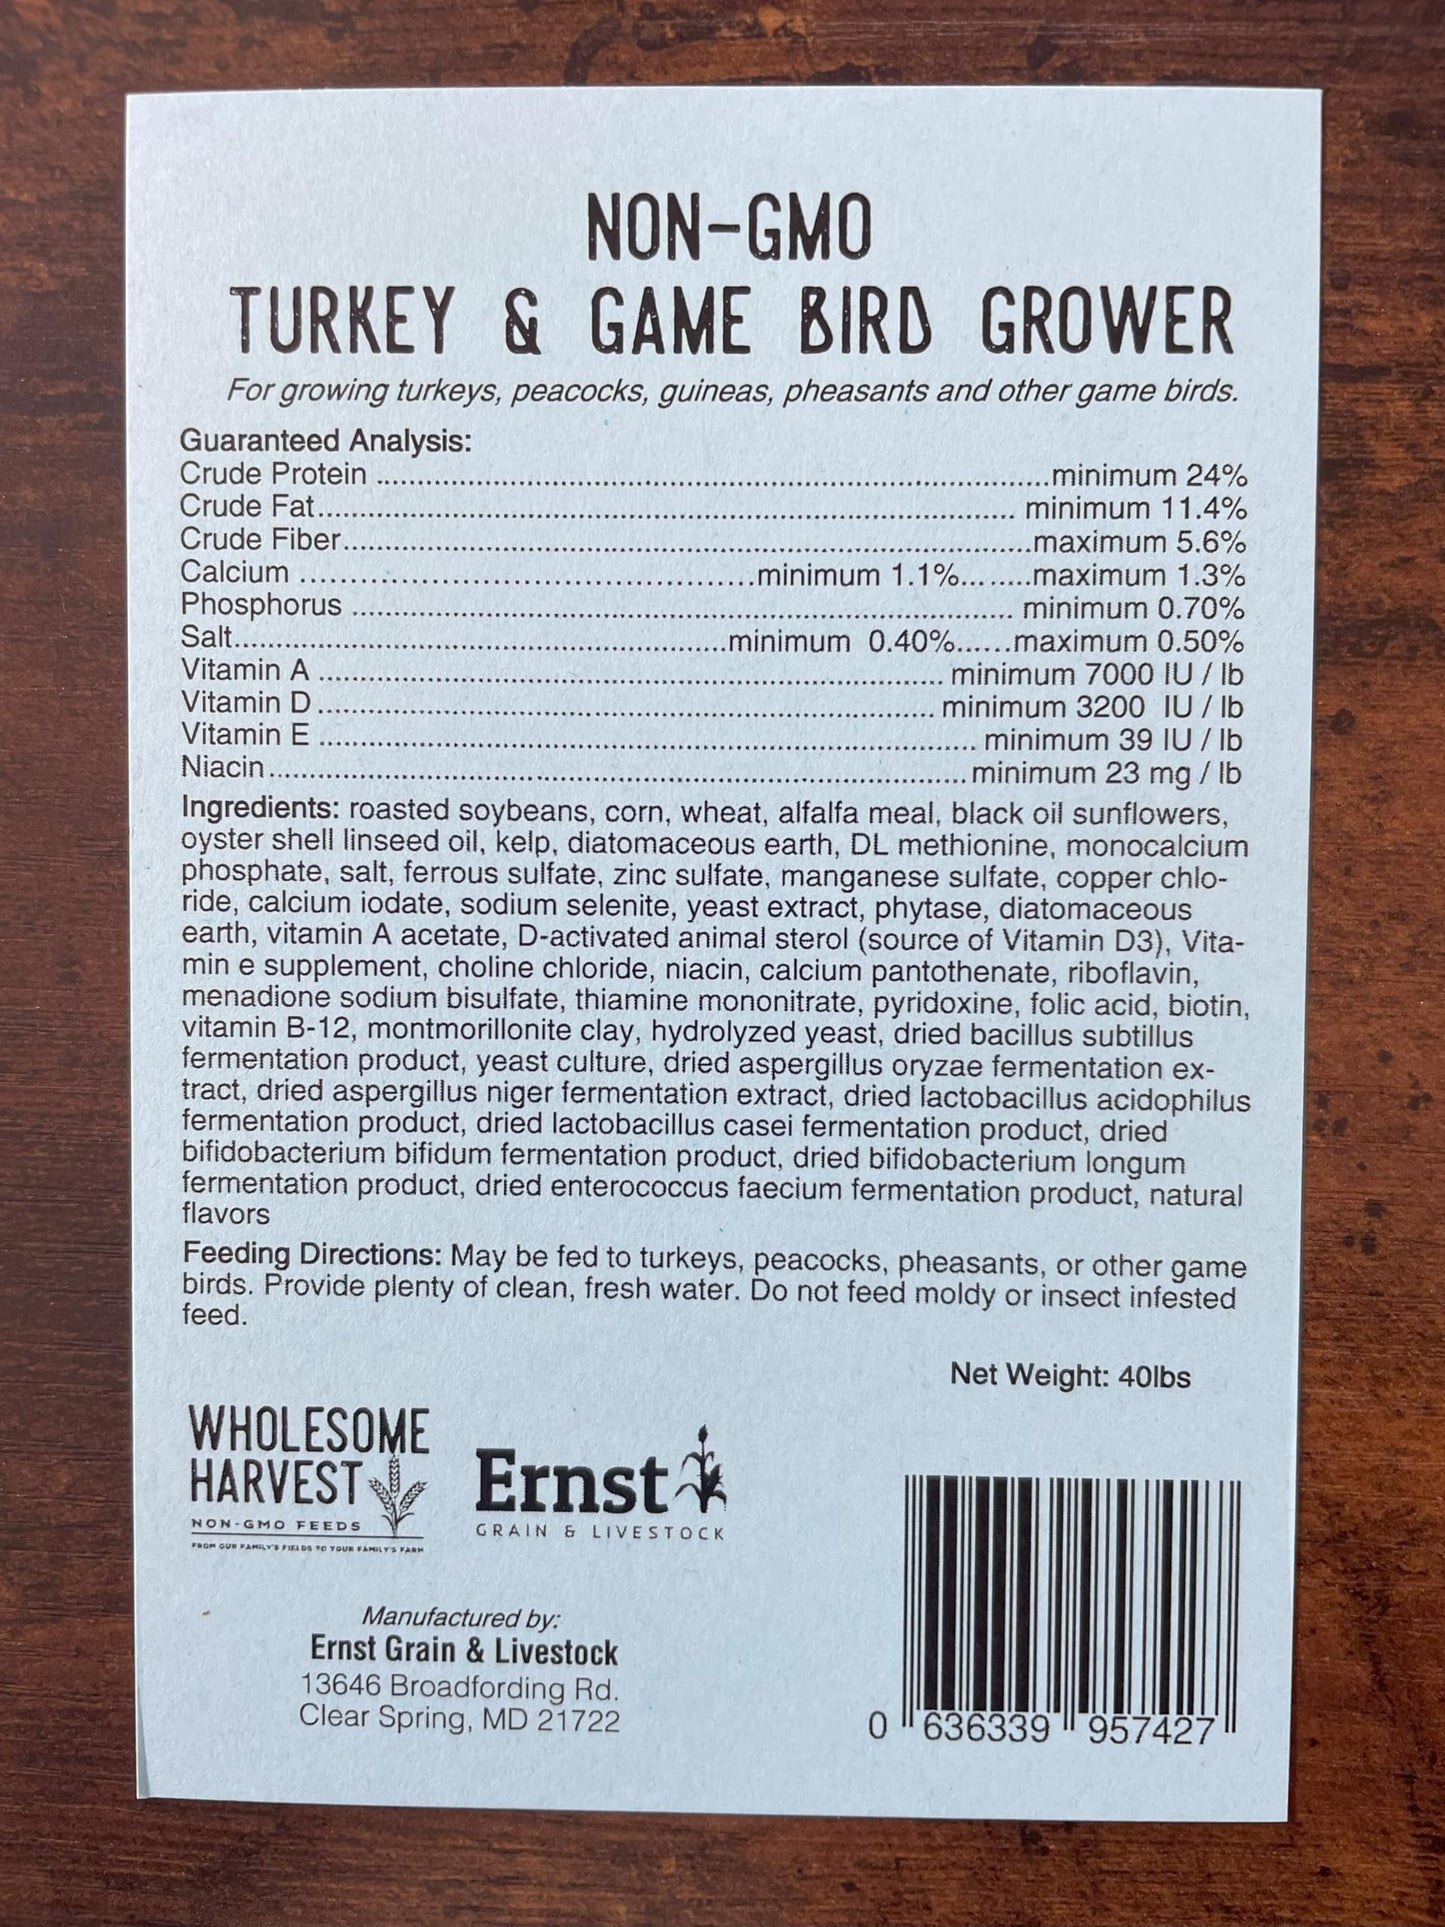 NON-GMO
TURKEY & GAME BIRD GROWER
For growing turkeys, peacocks, guineas, pheasants and other game birds.
Guaranteed Analysis:
Crude Protein ..................................................................................minimum 24%
Crude Fat..................................................................................... minimum 11.4%
Crude Fiber....................................................................................maximum 5.6%
Calcium ..................................................minimum 1.1%.........maximum 1.3%
Phosphorus ................................................................................. minimum 0.70%
Salt............................................................minimum 0.40%......maximum 0.50%
Vitamin A ............................................................................ minimum 7000 IU / lb
Vitamin D ........................................................................... minimum 3200 IU / lb
Vitamin E ................................................................................ minimum 39 IU / lb
Niacin..................................................................................... minimum 23 mg / lb
Ingredients: roasted soybeans, corn, wheat, alfalfa meal, black oil sunflowers,
oyster shell linseed oil, kelp, diatomaceous earth, DL methionine, monocalcium
phosphate, salt, ferrous sulfate, zinc sulfate, manganese sulfate, copper chlo-
ride, calcium iodate, sodium selenite, yeast extract, phytase, diatomaceous
earth, vitamin A acetate, D-activated animal sterol (source of Vitamin D3), Vita-
min e supplement, choline chloride, niacin, calcium pantothenate, riboflavin,
menadione sodium bisulfate, thiamine mononitrate, pyridoxine, folic acid, biotin,
vitamin B-12, montmorillonite clay, hydrolyzed yeast, dried bacillus subtillus
fermentation product, yeast culture, dried aspergillus oryzae fermentation ex-
tract, dried aspergillus niger fermentation extract, dried lactobacillus acidophilus
fermentation product, dried lactobacillus casei fermentation product, dried
bifidobacterium bifidum fermentation product, dried bifidobacterium longum
fermentation product, dried enterococcus faecium fermentation product, natural
flavors
Feeding Directions: May be fed to turkeys, peacocks, pheasants, or other game
birds. Provide plenty of clean, fresh water. Do not feed moldy or insect infested
feed.
Net Weight: 40lbs
WHOLESOME
HARVEST
NON-GMO FEEDS
FROM OUR FAMILY'S FIELDS TO YOUR FAMILY'S FARM
Ernst
GRAIN & LIVESTOCK
Manufactured by:
Ernst Grain & Livestock
13646 Broadfording Rd.
Clear Spring, MD 21722
0 636339 957427